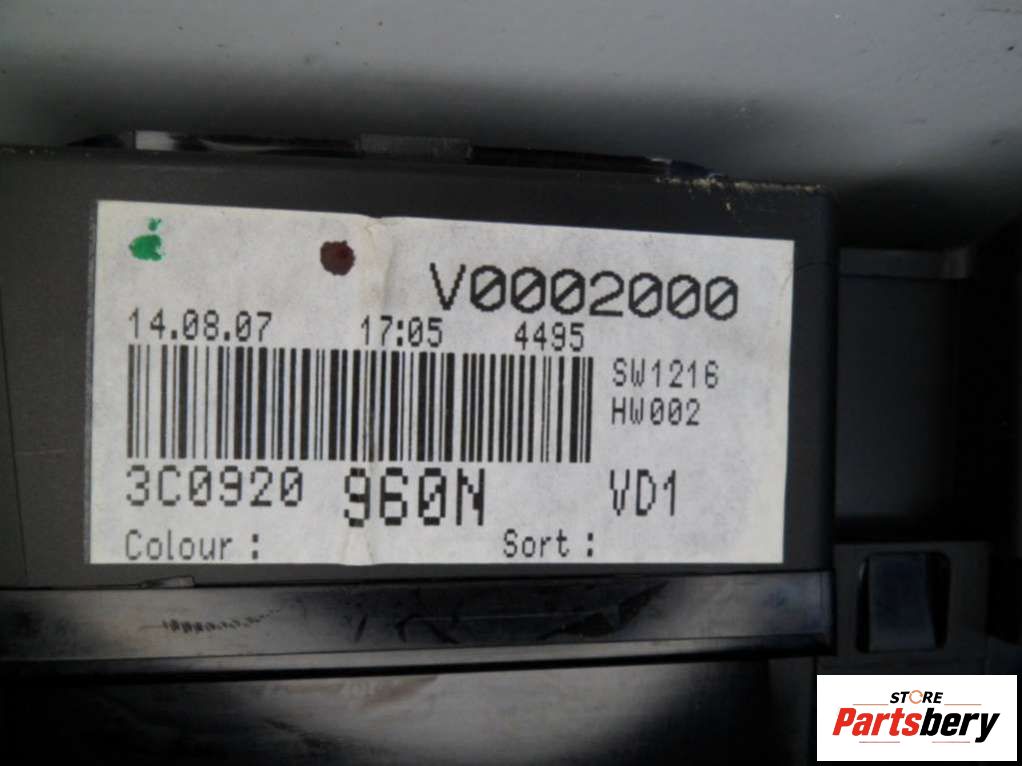 V0002000
14.08.07 17:05 4495
SW1216
HW002
3C0920 960N VD1
Colour : Sort :
STORE
Partsbery